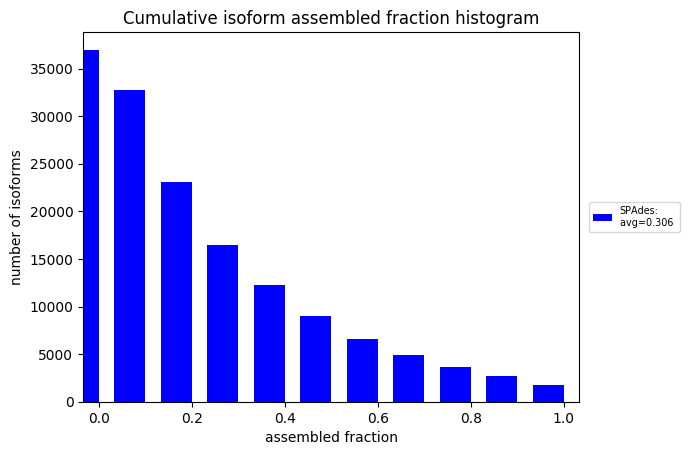 Cumulative isoform assembled fraction histogram
number of isoforms
35000
30000
25000
20000
15000
10000
5000
0
0.0 0.2 0.4 0.6 0.8 1.0
assembled fraction
SPAdes:
avg=0.306